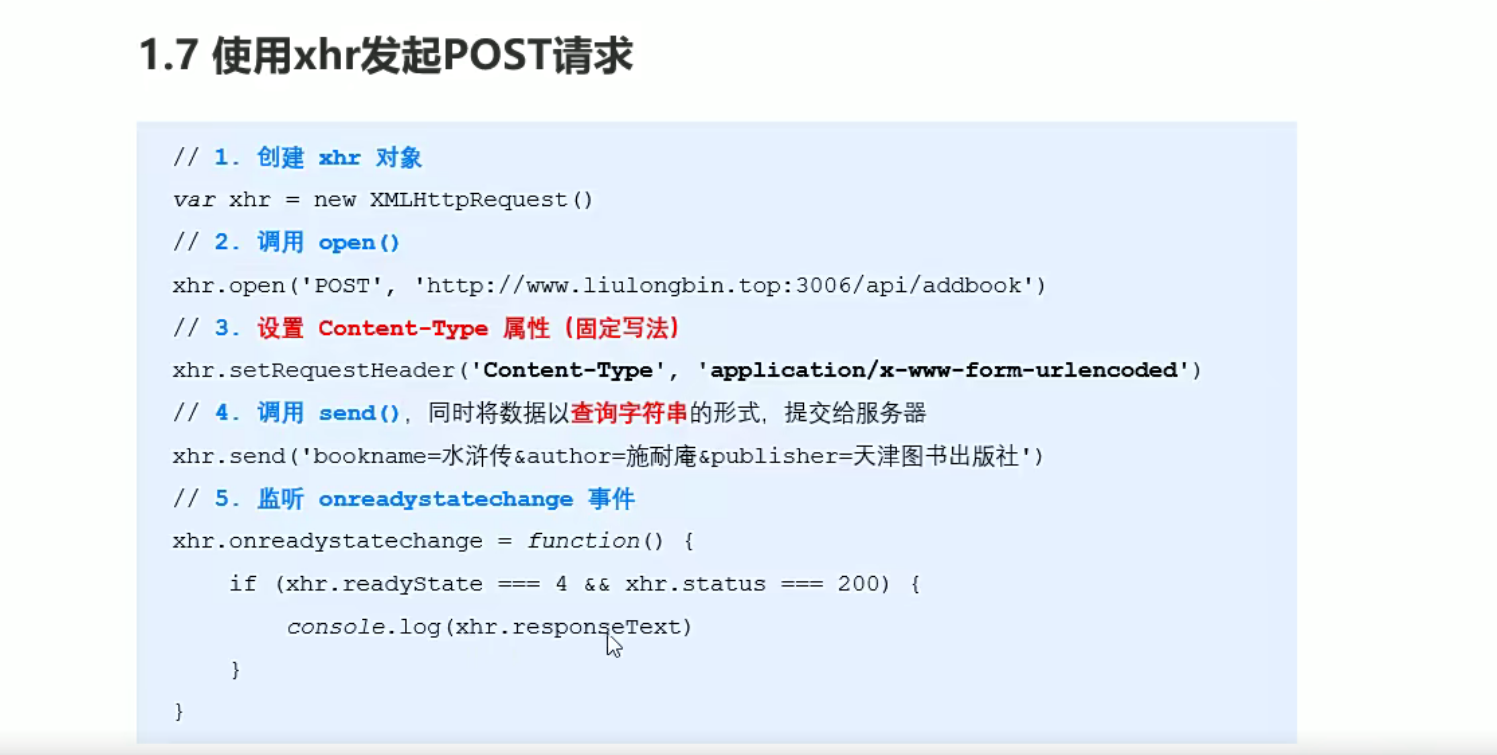 1.7 使用xhr发起POST请求
// 1. 创建 xhr 对象
var xhr = new XMLHttpRequest()
// 2. 调用 open()
xhr.open('POST', 'http://www.liulongbin.top:3006/api/addbook')
// 3. 设置 Content-Type 属性（固定写法）
xhr.setRequestHeader('Content-Type', 'application/x-www-form-urlencoded')
// 4. 调用 send()，同时将数据以查询字符串的形式，提交给服务器
xhr.send('bookname=水浒传&author=施耐庵&publisher=天津图书出版社')
// 5. 监听 onreadystatechange 事件
xhr.onreadystatechange = function() {
if (xhr.readyState === 4 && xhr.status === 200) {
console.log(xhr.responseText)
}
}